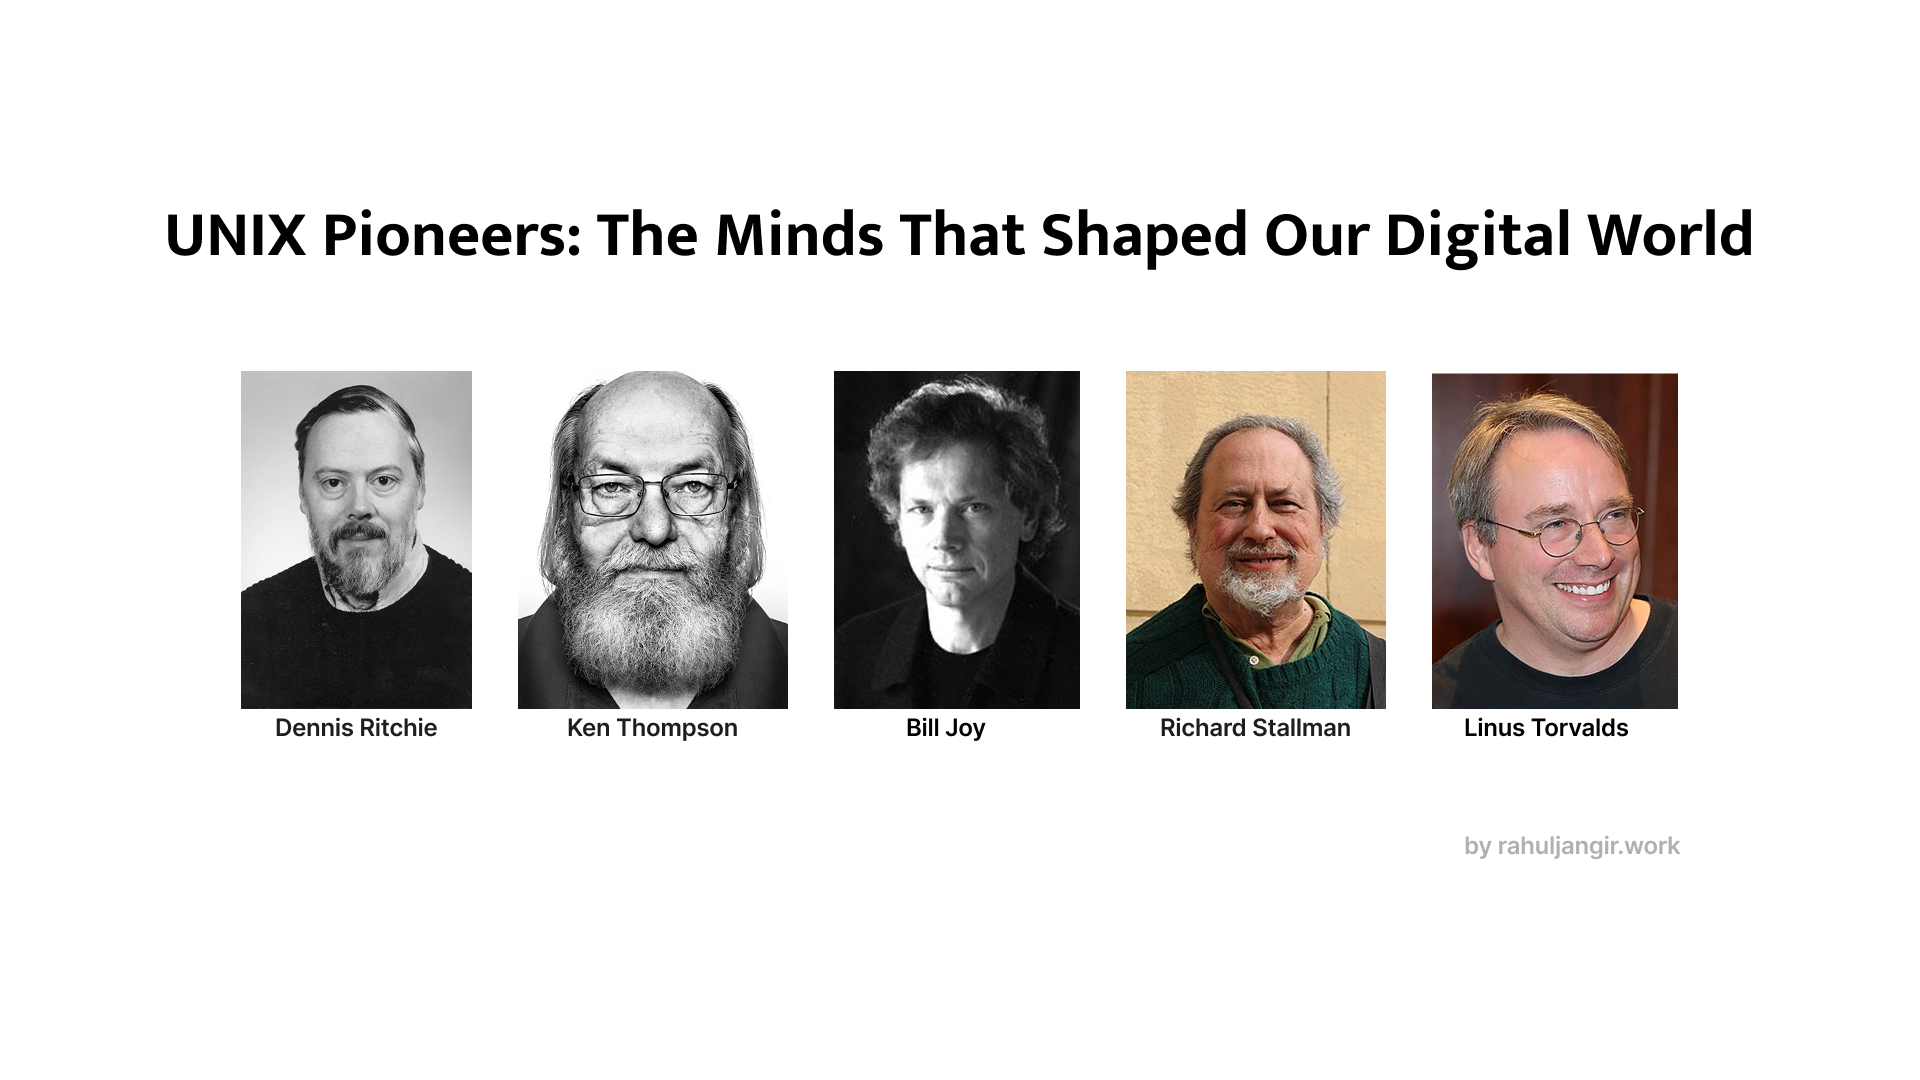 UNIX Pioneers: The Minds That Shaped Our Digital World
Dennis Ritchie
Ken Thompson
Bill Joy
Richard Stallman
Linus Torvalds
by rahuljangir.work